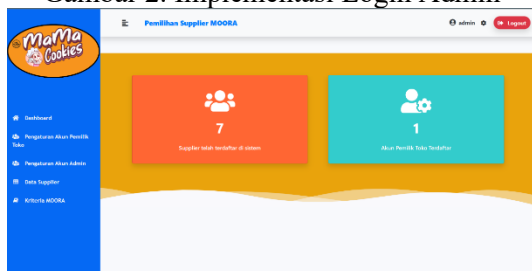 Gambar 2. Implementasi Login Admin
MaMa
Cookies
Pemilihan Supplier MOORA
admin
Logout
Dashboard
Pengaturan Akun Pemilik
Toko
Pengaturan Akun Admin
Data Supplier
Kriteria MOORA
7
Supplier telah terdaftar di sistem
1
Akun Pemilik Toko Terdaftar